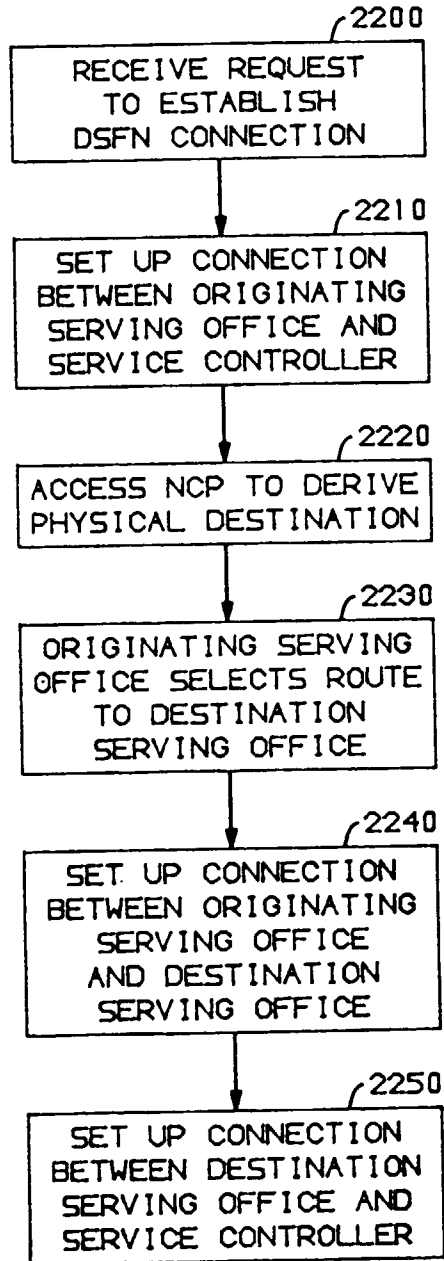 2200
RECEIVE REQUEST
TO ESTABLISH
DSFN CONNECTION
2210
SET UP CONNECTION
BETWEEN ORIGINATING
SERVING OFFICE AND
SERVICE CONTROLLER
2220
ACCESS NCP TO DERIVE
PHYSICAL DESTINATION
2230
ORIGINATING SERVING
OFFICE SELECTS ROUTE
TO DESTINATION
SERVING OFFICE
2240
SET UP CONNECTION
BETWEEN ORIGINATING
SERVING OFFICE
AND DESTINATION
SERVING OFFICE
2250
SET UP CONNECTION
BETWEEN DESTINATION
SERVING OFFICE AND
SERVICE CONTROLLER